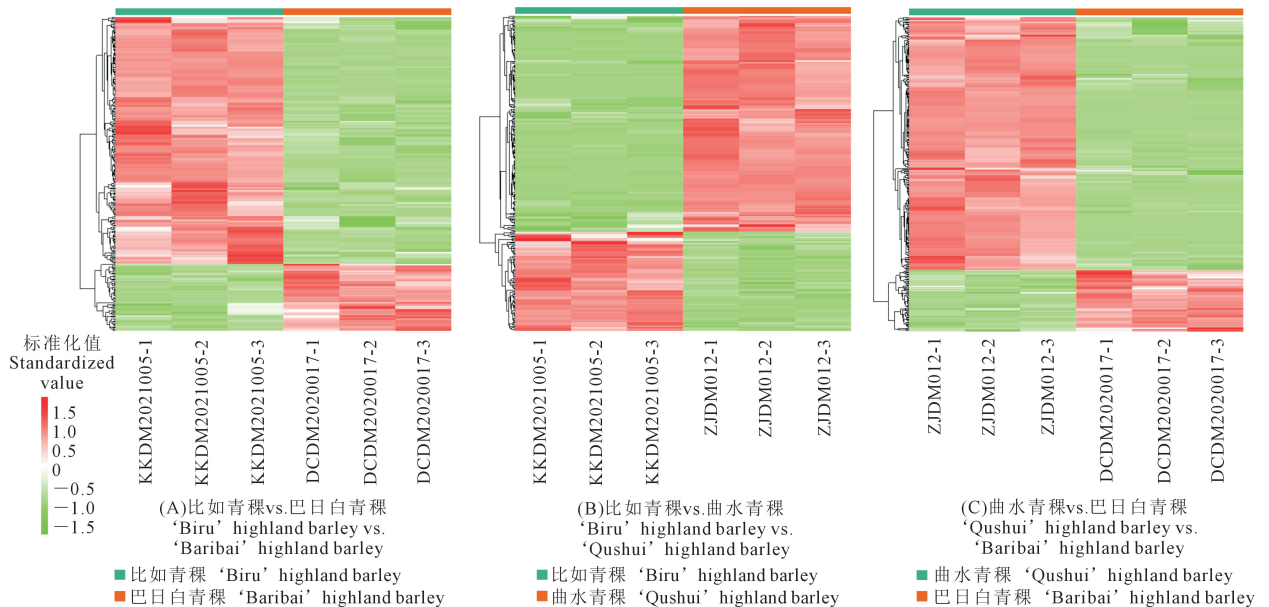 标准化值
Standardized
value
1.5
1.0
0.5
0
－0.5
－1.0
－1.5
KKDM2021005-1
KKDM2021005-2
KKDM2021005-3
DCDM2020017-1
DCDM2020017-2
DCDM2020017-3
(A)比如青稞vs.巴日白青稞
‘Biru’highland barley vs.
‘Baribai’highland barley
比如青稞‘Biru’highland barley
巴日白青稞‘Baribai’highland barley
KKDM2021005-1
KKDM2021005-2
KKDM2021005-3
ZJDM012-1
ZJDM012-2
ZJDM012-3
(B)比如青稞vs.曲水青稞
‘Biru’highland barley vs.
‘Qushui’highland barley
比如青稞‘Biru’highland barley
曲水青稞‘Qushui’highland barley
ZJDM012-1
ZJDM012-2
ZJDM012-3
DCDM2020017-1
DCDM2020017-2
DCDM2020017-3
(C)曲水青稞vs.巴日白青稞
‘Qushui’highland barley vs.
‘Baribai’highland barley
曲水青稞‘Qushui’highland barley
巴日白青稞‘Baribai’highland barley